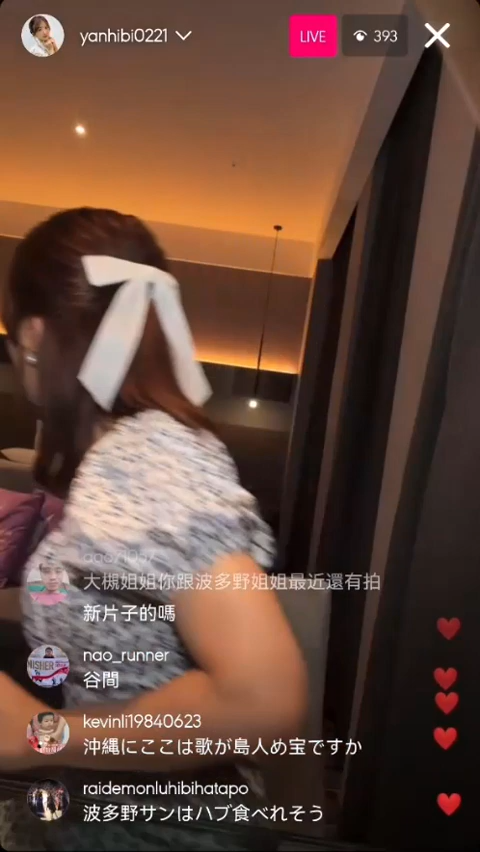 yanhibi0221
LIVE
393
大槻姐姐你跟波多野姐姐最近還有拍
新片子的嗎
nao_runner
谷間
kevinli19840623
沖縄にここは歌が島人め宝ですか
raidemonluhibihatapo
波多野サンはハブ食べれそう